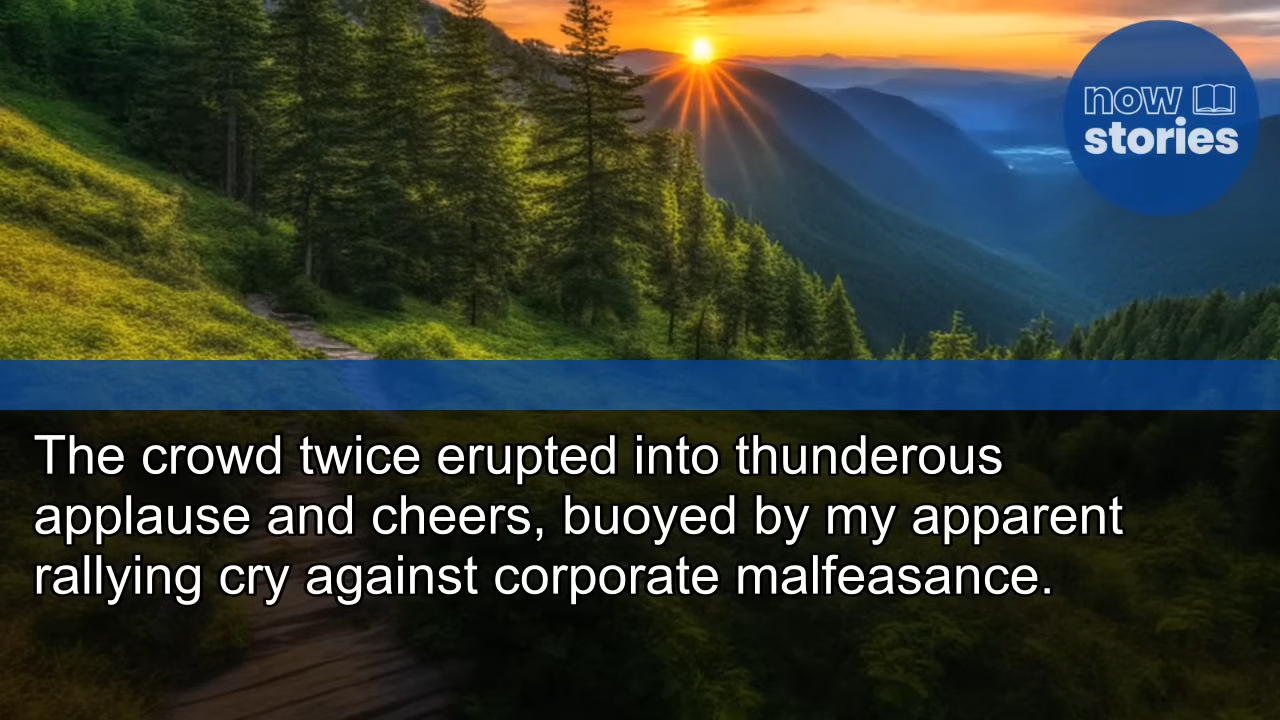 now
stories
The crowd twice erupted into thunderous
applause and cheers, buoyed by my apparent
rallying cry against corporate malfeasance.